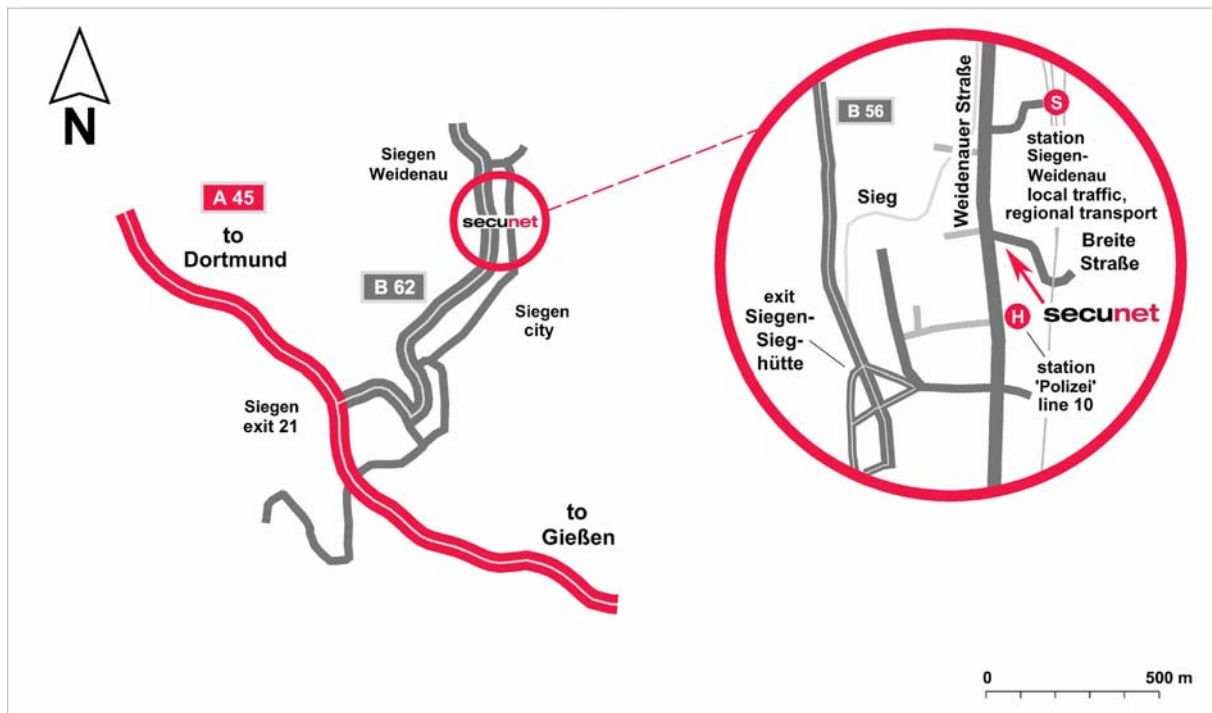 N
A 45
to
Dortmund
Siegen
Weidenau
secunet
B 62
Siegen
city
Siegen
exit 21
to
Gießen
B 56
Weidenauer Straße
S
station
Siegen-
Weidenau
local traffic,
regional transport
Sieg
Breite
Straße
exit
Siegen-
Sieg-
hütte
H
secunet
station
'Polizei'
line 10
0
500 m